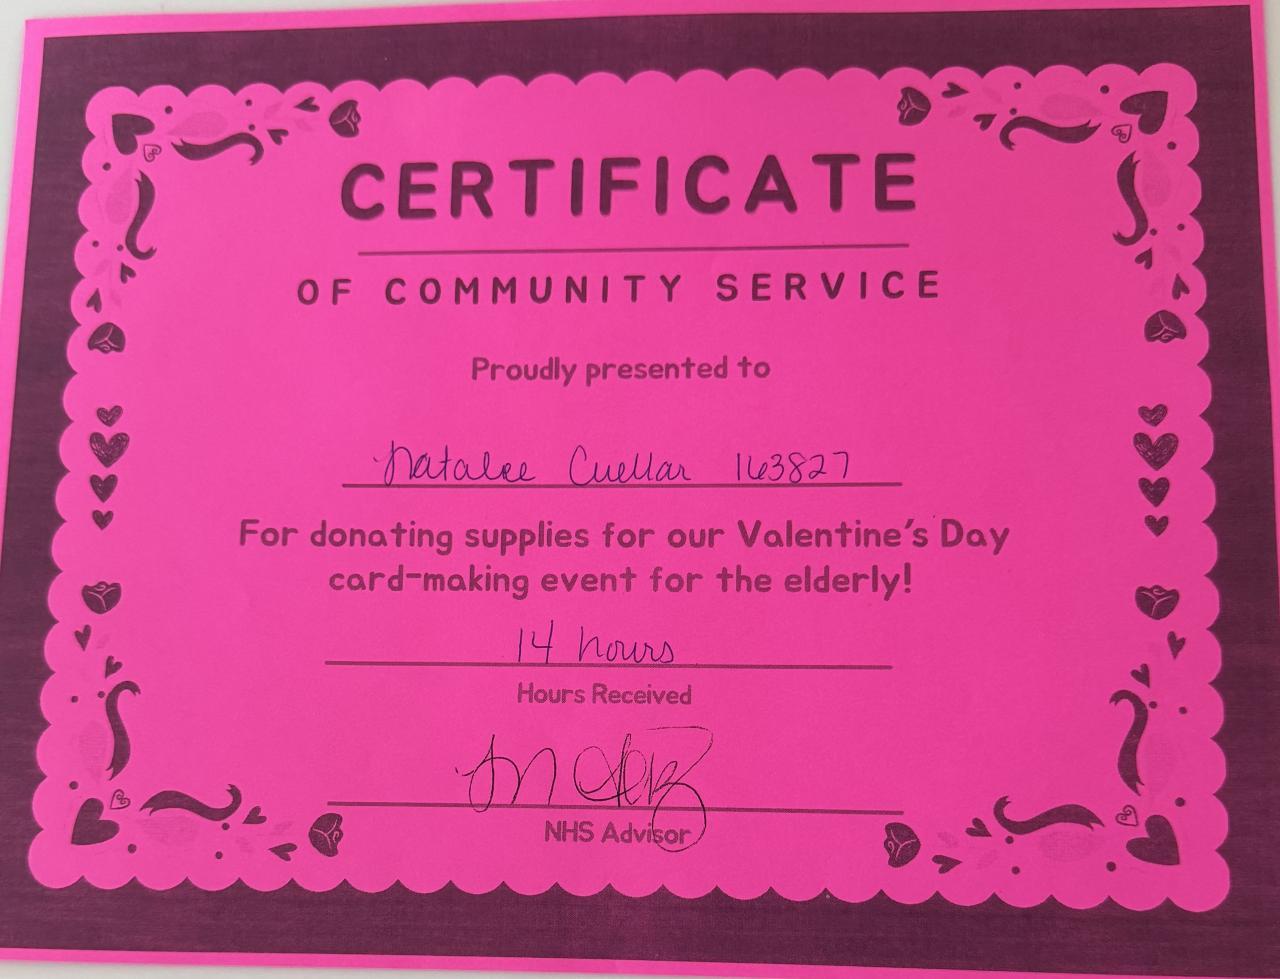 CERTIFICATE
OF COMMUNITY SERVICE
Proudly presented to
Natalee Cuellar 163827
For donating supplies for our Valentine's Day
card-making event for the elderly!
14 hours
Hours Received
NHS Advisor